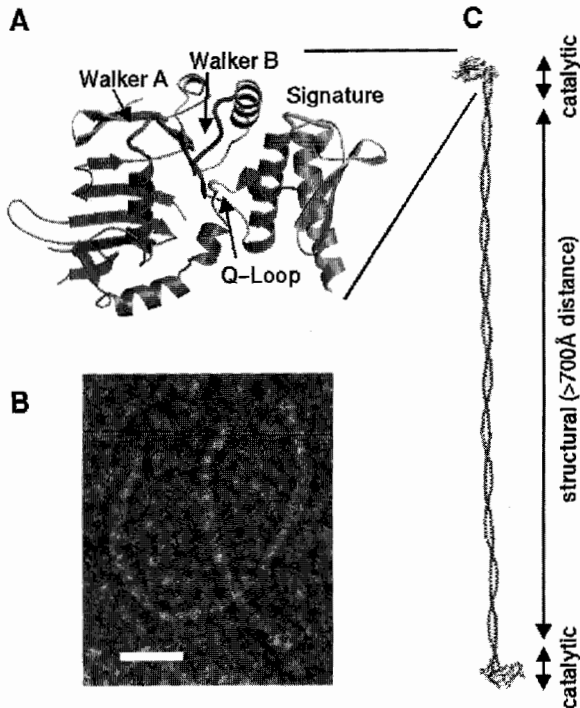 A
Walker A
Walker B
Signature
Q-Loop
B
C
catalytic
structural (>700Å distance)
catalytic